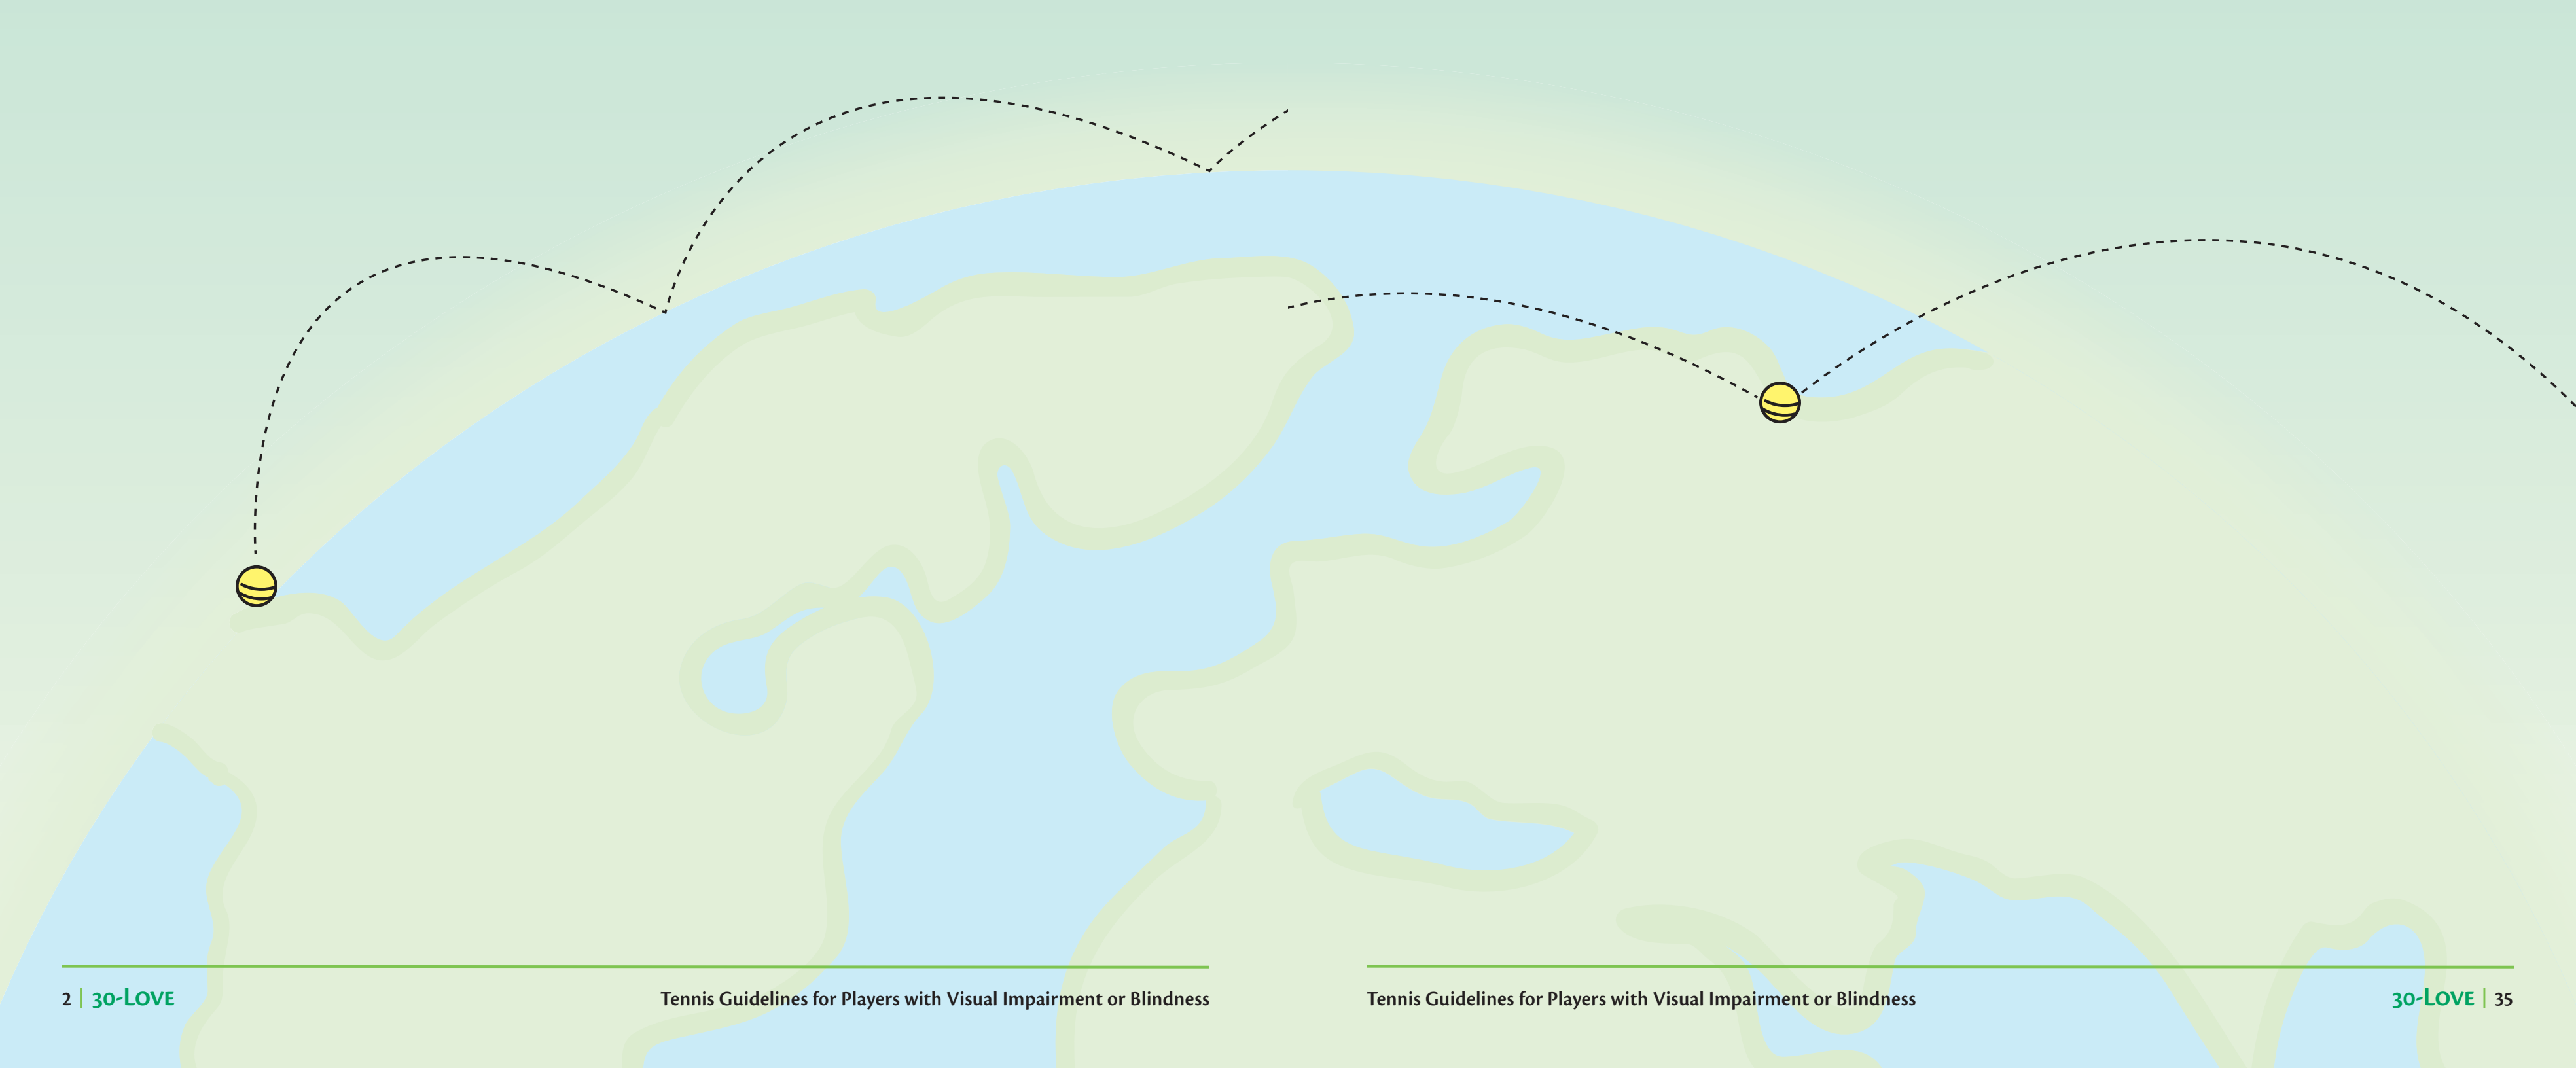 2 | 30-LOVE
Tennis Guidelines for Players with Visual Impairment or Blindness
Tennis Guidelines for Players with Visual Impairment or Blindness
30-LOVE | 35